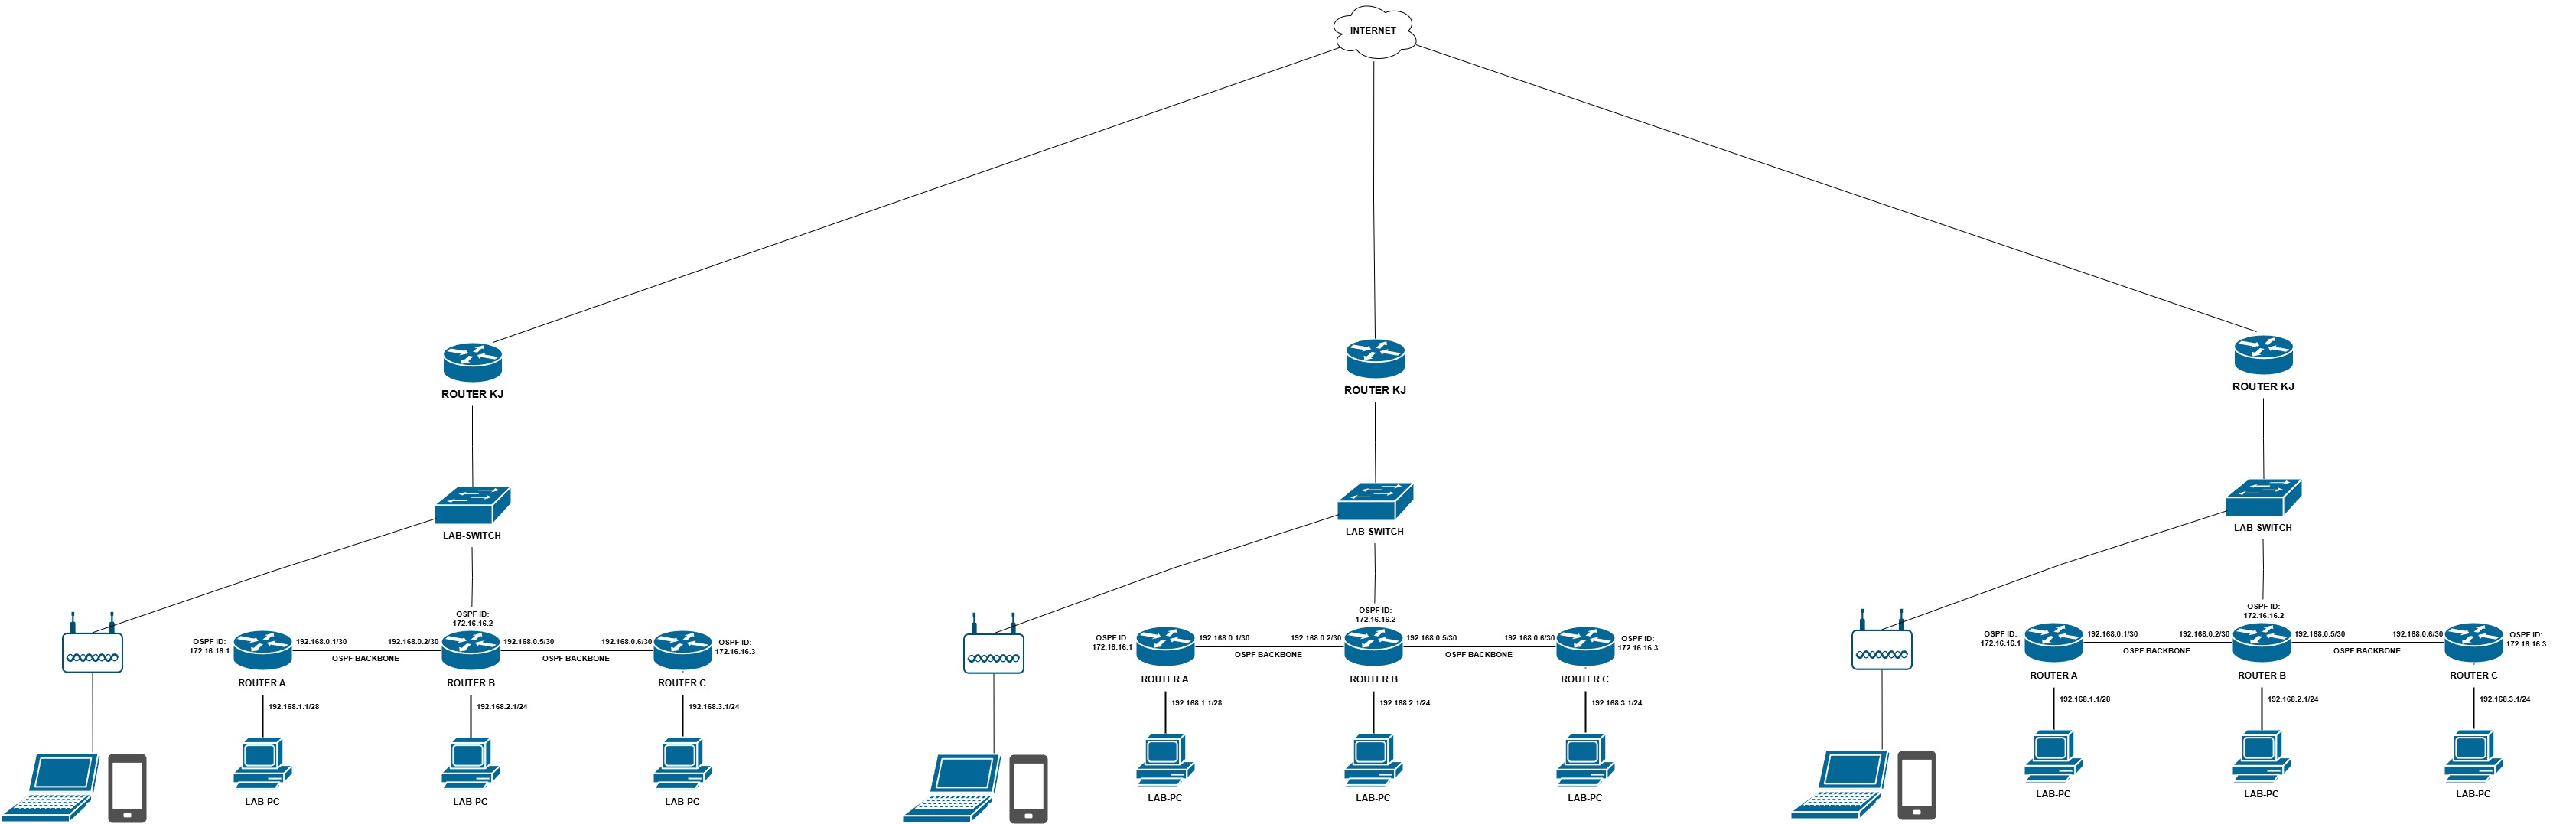 INTERNET
ROUTER KJ
ROUTER KJ
ROUTER KJ
LAB-SWITCH
LAB-SWITCH
LAB-SWITCH
OSPF ID:
172.16.16.2
OSPF ID:
172.16.16.1
192.168.0.1/30
192.168.0.2/30
192.168.0.5/30
192.168.0.6/30
OSPF ID:
172.16.16.3
OSPF BACKBONE
OSPF BACKBONE
ROUTER A
ROUTER B
ROUTER C
192.168.1.1/28
192.168.2.1/24
192.168.3.1/24
LAB-PC
LAB-PC
LAB-PC
OSPF ID:
172.16.16.2
OSPF ID:
172.16.16.1
192.168.0.1/30
192.168.0.2/30
192.168.0.5/30
192.168.0.6/30
OSPF ID:
172.16.16.3
OSPF BACKBONE
OSPF BACKBONE
ROUTER A
ROUTER B
ROUTER C
192.168.1.1/28
192.168.2.1/24
192.168.3.1/24
LAB-PC
LAB-PC
LAB-PC
OSPF ID:
172.16.16.2
OSPF ID:
172.16.16.1
192.168.0.1/30
192.168.0.2/30
192.168.0.5/30
192.168.0.6/30
OSPF ID:
172.16.16.3
OSPF BACKBONE
OSPF BACKBONE
ROUTER A
ROUTER B
ROUTER C
192.168.1.1/28
192.168.2.1/24
192.168.3.1/24
LAB-PC
LAB-PC
LAB-PC